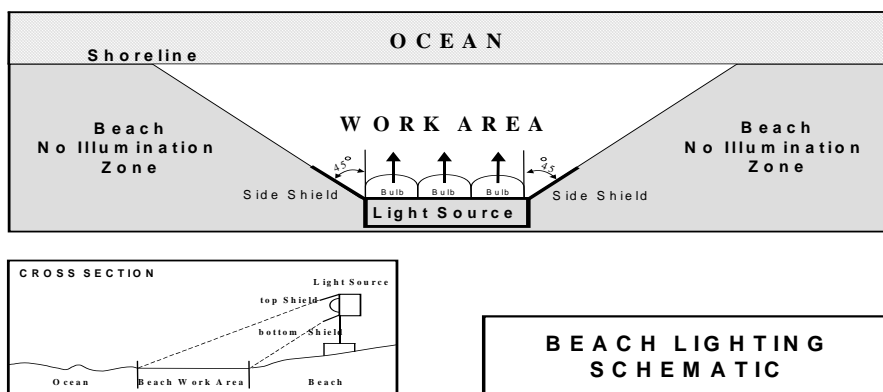 OCEAN
Shoreline
WORK AREA
Beach
No Illumination
Zone
Beach
No Illumination
Zone
45°
45°
Side Shield
Bulb
Bulb
Bulb
Side Shield
Light Source
CROSS SECTION
Light Source
top Shield
bottom Shield
Ocean
Beach Work Area
Beach
BEACH LIGHTING
SCHEMATIC